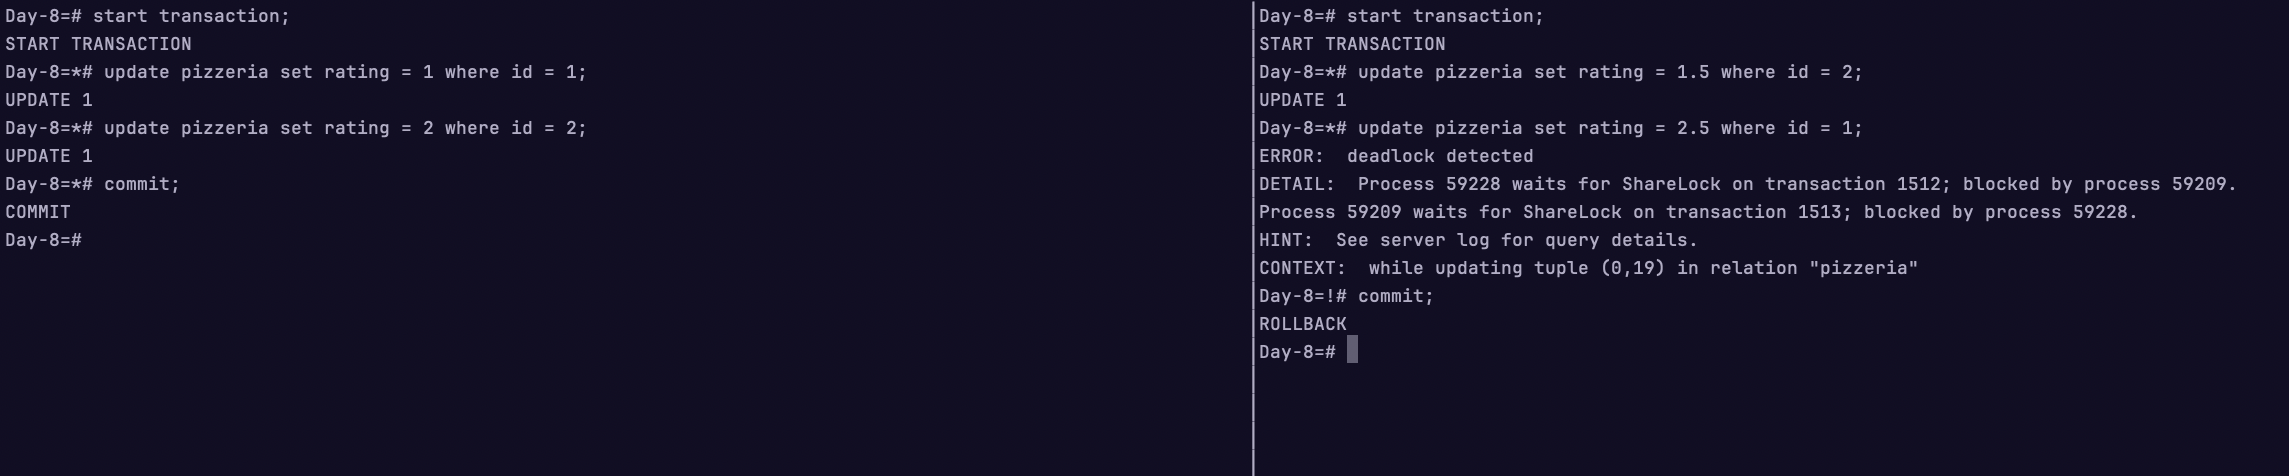 Day-8=# start transaction;
START TRANSACTION
Day-8=*# update pizzeria set rating = 1 where id = 1;
UPDATE 1
Day-8=*# update pizzeria set rating = 2 where id = 2;
UPDATE 1
Day-8=*# commit;
COMMIT
Day-8=#
Day-8=# start transaction;
START TRANSACTION
Day-8=*# update pizzeria set rating = 1.5 where id = 2;
UPDATE 1
Day-8=*# update pizzeria set rating = 2.5 where id = 1;
ERROR:  deadlock detected
DETAIL:  Process 59228 waits for ShareLock on transaction 1512; blocked by process 59209.
Process 59209 waits for ShareLock on transaction 1513; blocked by process 59228.
HINT:  See server log for query details.
CONTEXT:  while updating tuple (0,19) in relation "pizzeria"
Day-8=!# commit;
ROLLBACK
Day-8=#